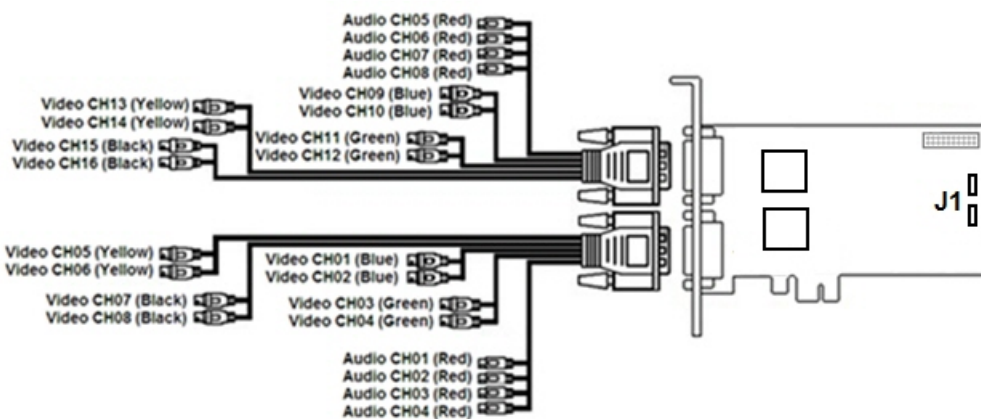 Audio CH05 (Red)
Audio CH06 (Red)
Audio CH07 (Red)
Audio CH08 (Red)
Video CH09 (Blue)
Video CH10 (Blue)
Video CH13 (Yellow)
Video CH14 (Yellow)
Video CH11 (Green)
Video CH12 (Green)
Video CH15 (Black)
Video CH16 (Black)
J1
Video CH05 (Yellow)
Video CH06 (Yellow)
Video CH01 (Blue)
Video CH02 (Blue)
Video CH07 (Black)
Video CH08 (Black)
Video CH03 (Green)
Video CH04 (Green)
Audio CH01 (Red)
Audio CH02 (Red)
Audio CH03 (Red)
Audio CH04 (Red)